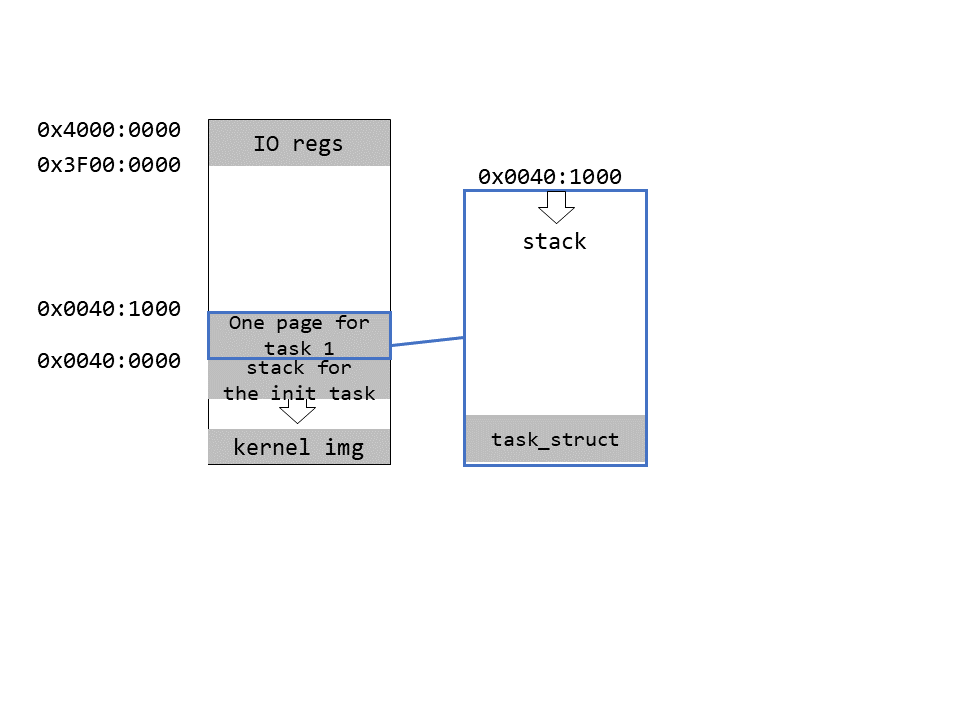 0x4000:0000
IO regs
0x3F00:0000
0x0040:1000
stack
0x0040:1000
One page for
task 1
0x0040:0000
stack for
the init task
kernel img
task_struct